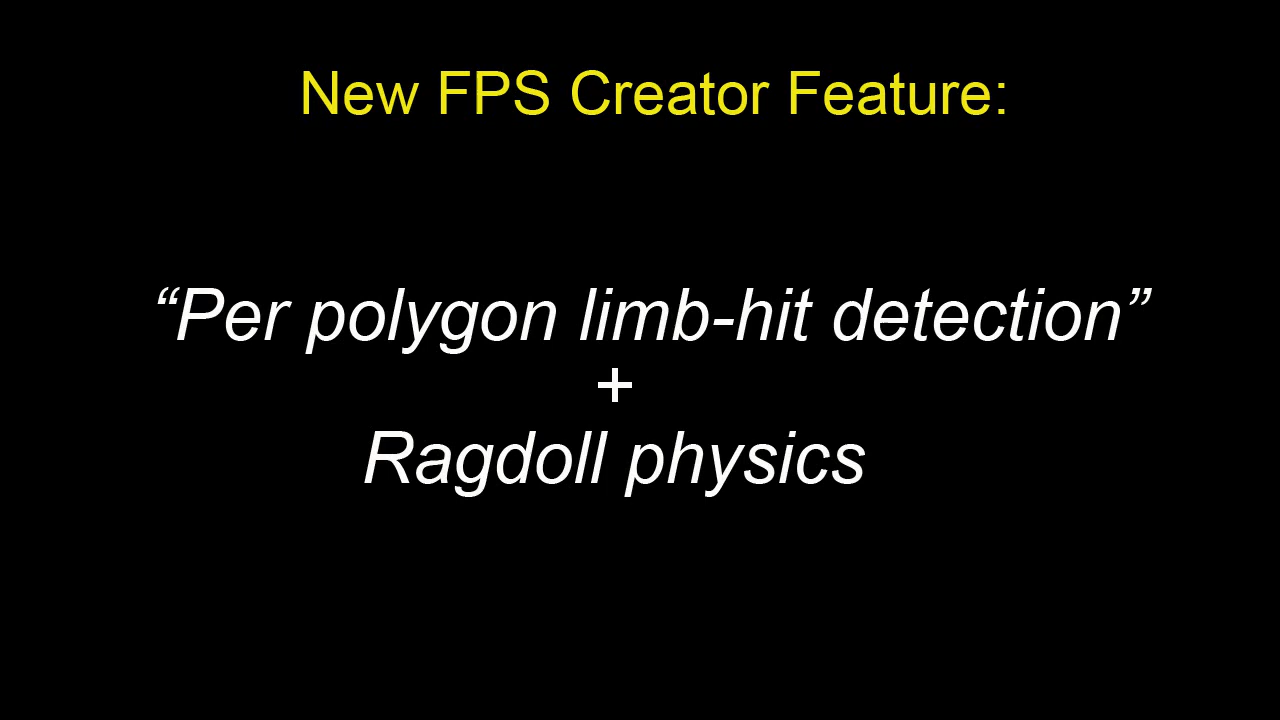 New FPS Creator Feature:
“Per polygon limb-hit detection”
+
Ragdoll physics